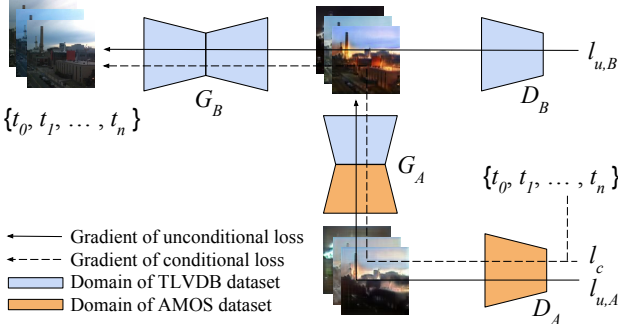 l_{u,B}
G_B
D_B
{t_0, t_1, … , t_n }
G_A
{t_0, t_1, … , t_n }
Gradient of unconditional loss
Gradient of conditional loss
l_c
Domain of TLVDB dataset
l_{u,A}
Domain of AMOS dataset
D_A